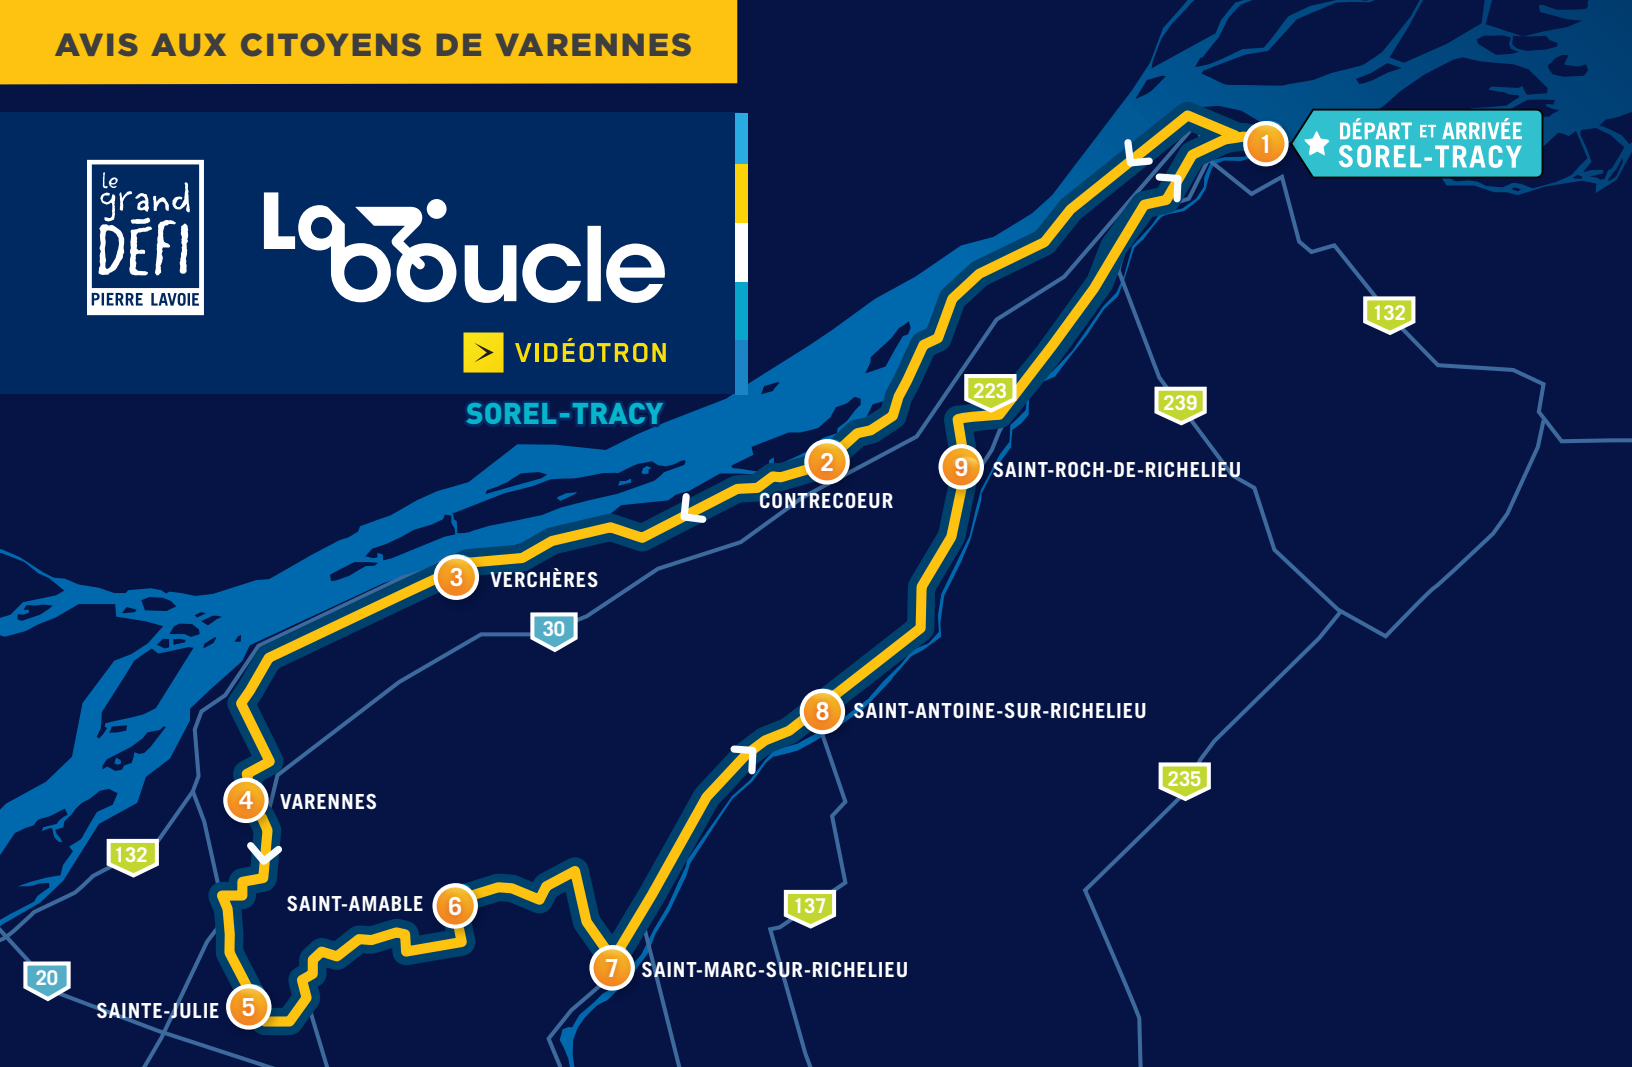 AVIS AUX CITOYENS DE VARENNES
le
grand
DÉFI
PIERRE LAVOIE
La
boucle
VIDÉOTRON
SOREL-TRACY
1
DÉPART ET ARRIVÉE
SOREL-TRACY
132
223
239
2
CONTRECOEUR
9
SAINT-ROCH-DE-RICHELIEU
3
VERCHÈRES
30
8
SAINT-ANTOINE-SUR-RICHELIEU
235
4
VARENNES
132
SAINT-AMABLE
6
137
7
SAINT-MARC-SUR-RICHELIEU
20
SAINTE-JULIE
5